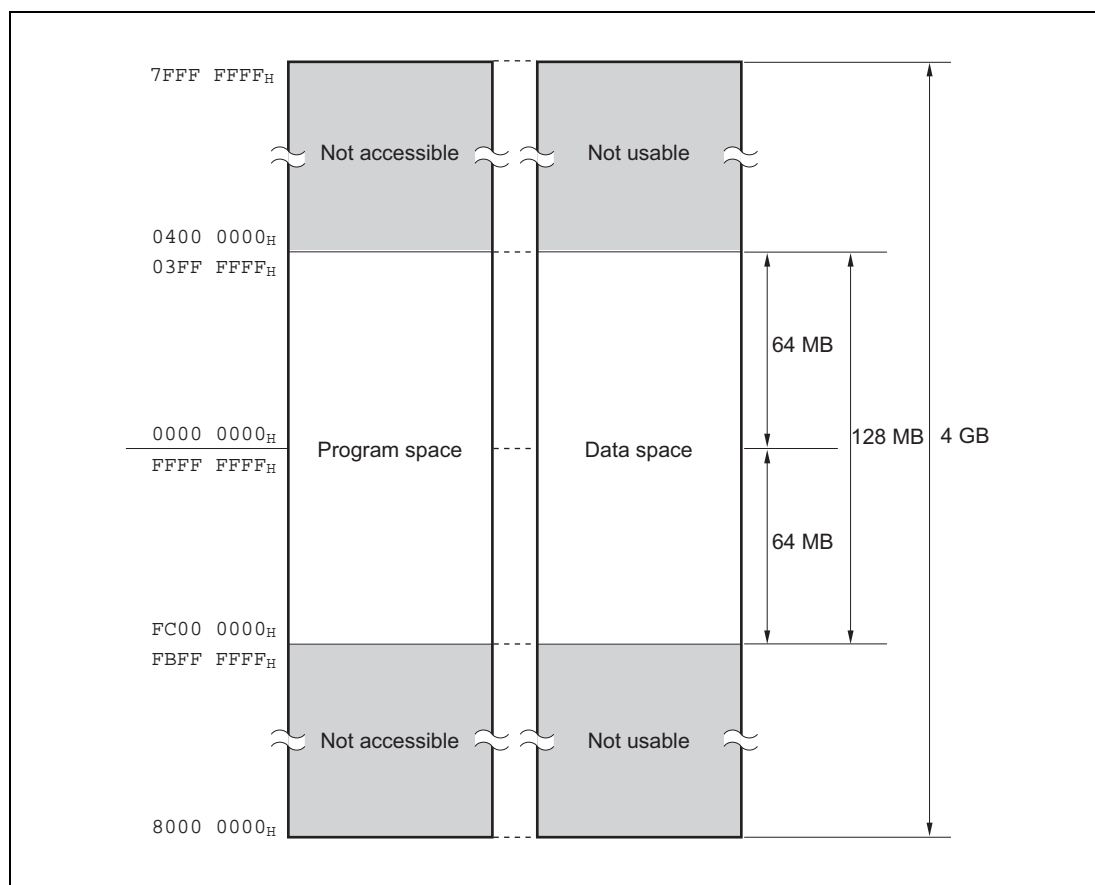 7FFF FFFFH
Not accessible Not usable
0400 0000H
03FF FFFFH
64 MB
0000 0000H
Program space Data space 128 MB 4 GB
FFFF FFFFH
64 MB
FC00 0000H
FBFF FFFFH
Not accessible Not usable
8000 0000H